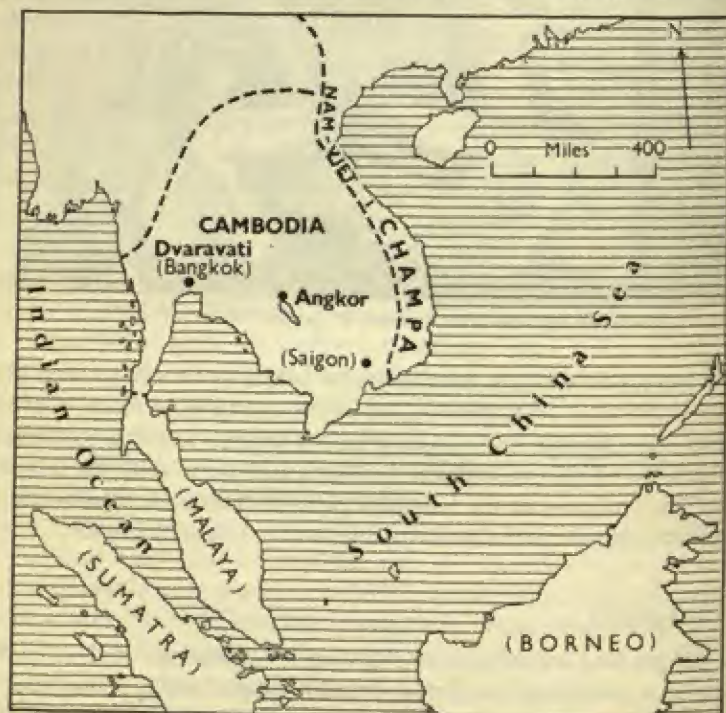 N
0 Miles 400
NAM-VIET
CHAMPA
CAMBODIA
Dvaravati
(Bangkok)
Angkor
(Saigon)
Indian Ocean
South China Sea
(MALAYA)
(SUMATRA)
(BORNEO)